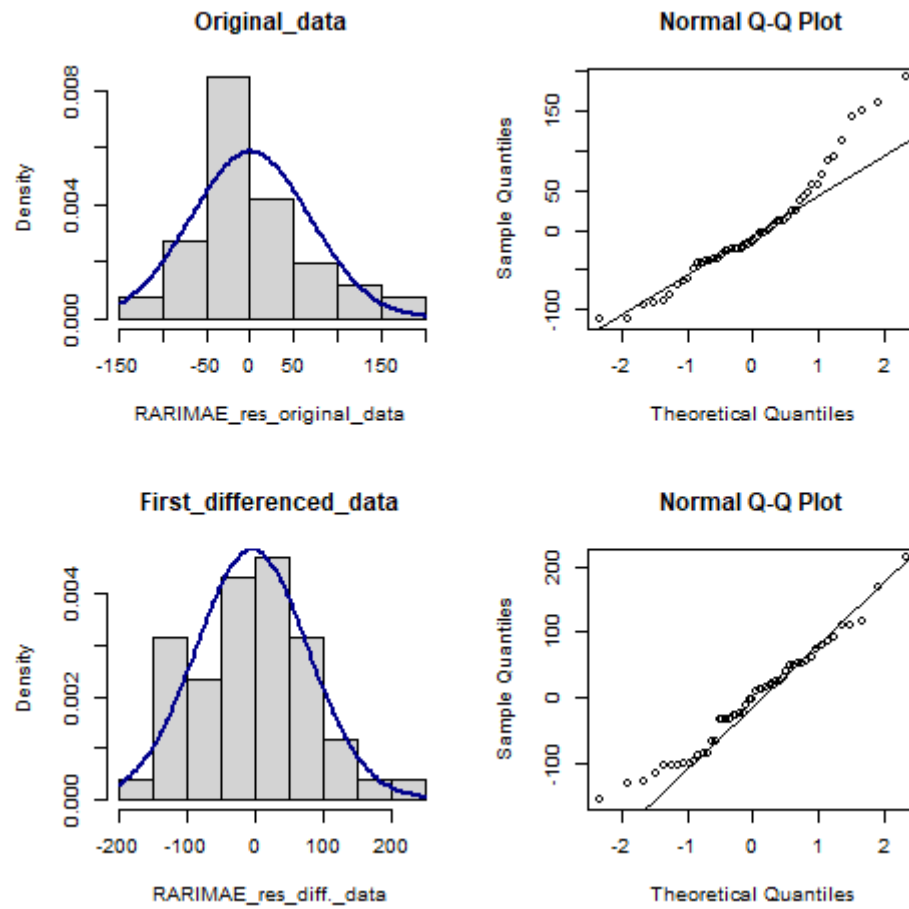 Original_data
Normal Q-Q Plot
Density
0.000
0.004
0.008
-150
-50
0
50
150
RARIMAE_res_original_data
Sample Quantiles
-100
0
50
150
-2
-1
0
1
2
Theoretical Quantiles
First_differenced_data
Normal Q-Q Plot
Density
0.000
0.002
0.004
-200
-100
0
100
200
RARIMAE_res_diff._data
Sample Quantiles
-100
0
100
200
-2
-1
0
1
2
Theoretical Quantiles